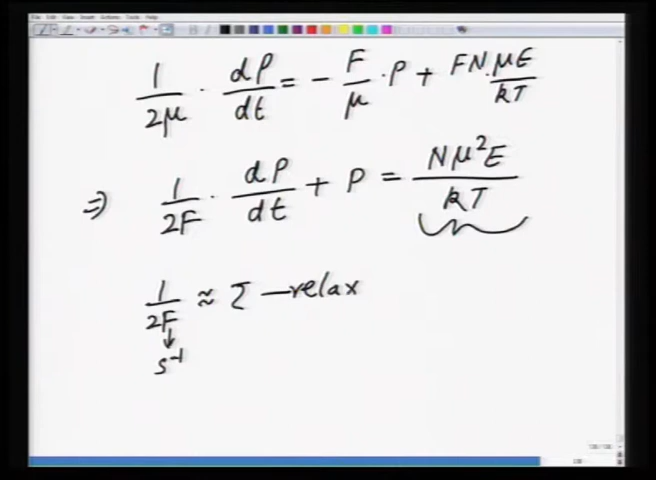 1/2μ · dP/dt = - F/μ · P + FN · μE/kT
⇒ 1/2F · dP/dt + P = Nμ²E/kT
1/2F ≈ τ — relax
↓
s⁻¹